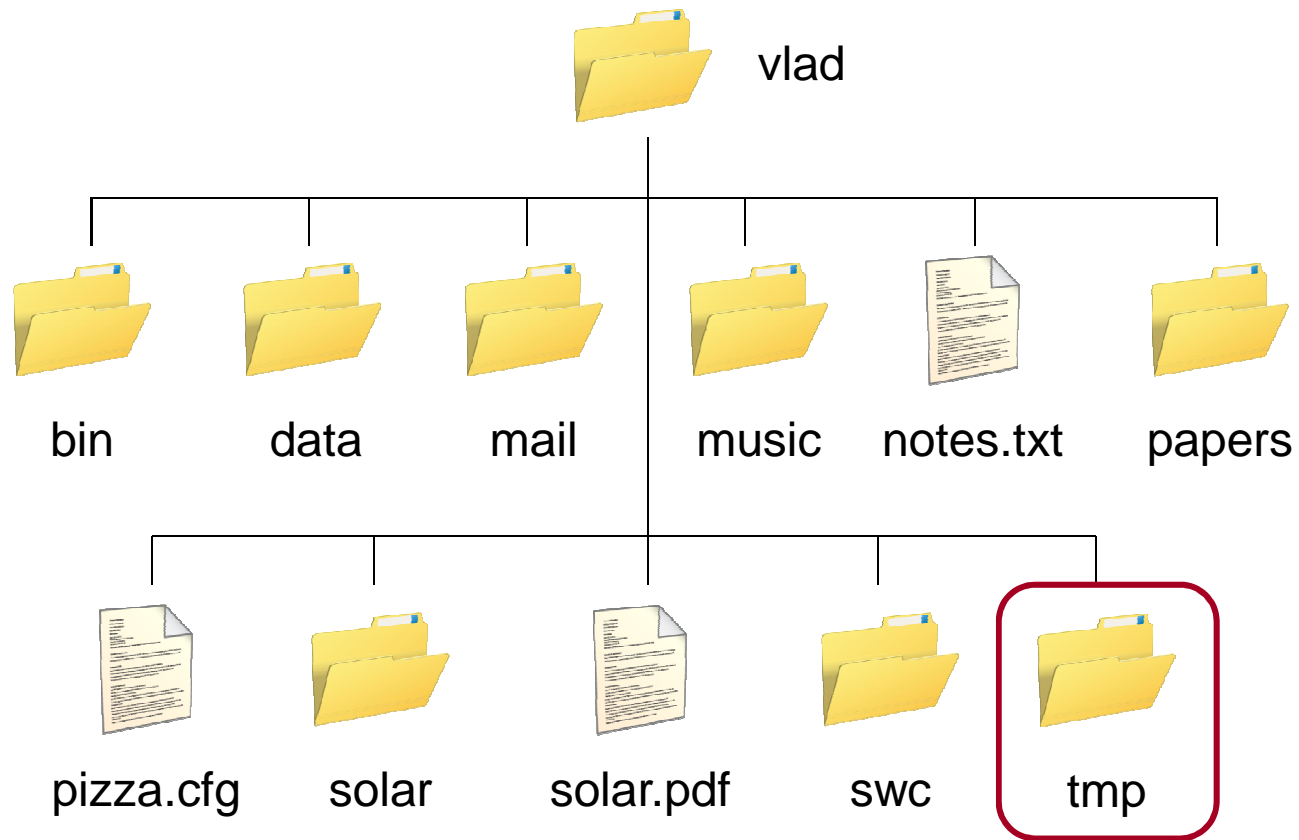 vlad
bin data mail music notes.txt papers
pizza.cfg solar solar.pdf swc tmp